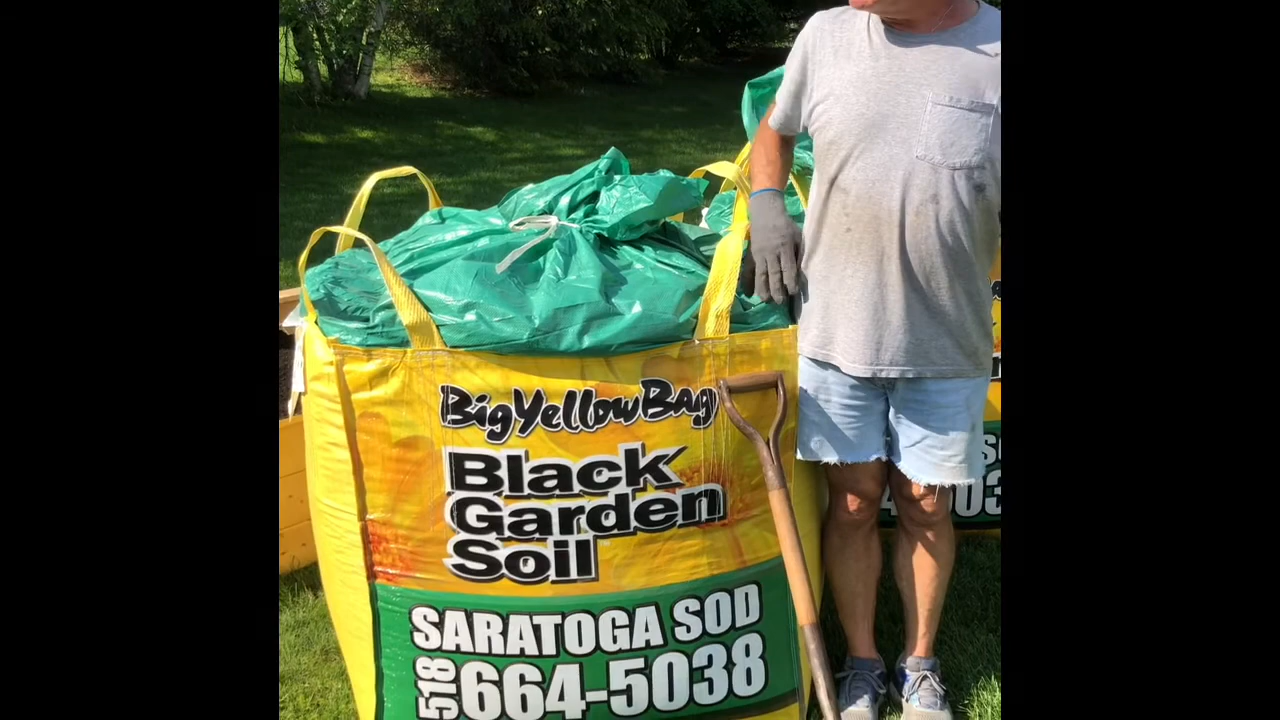 BigYellowBag
Black
Garden
Soil
SARATOGA SOD
518 664-5038